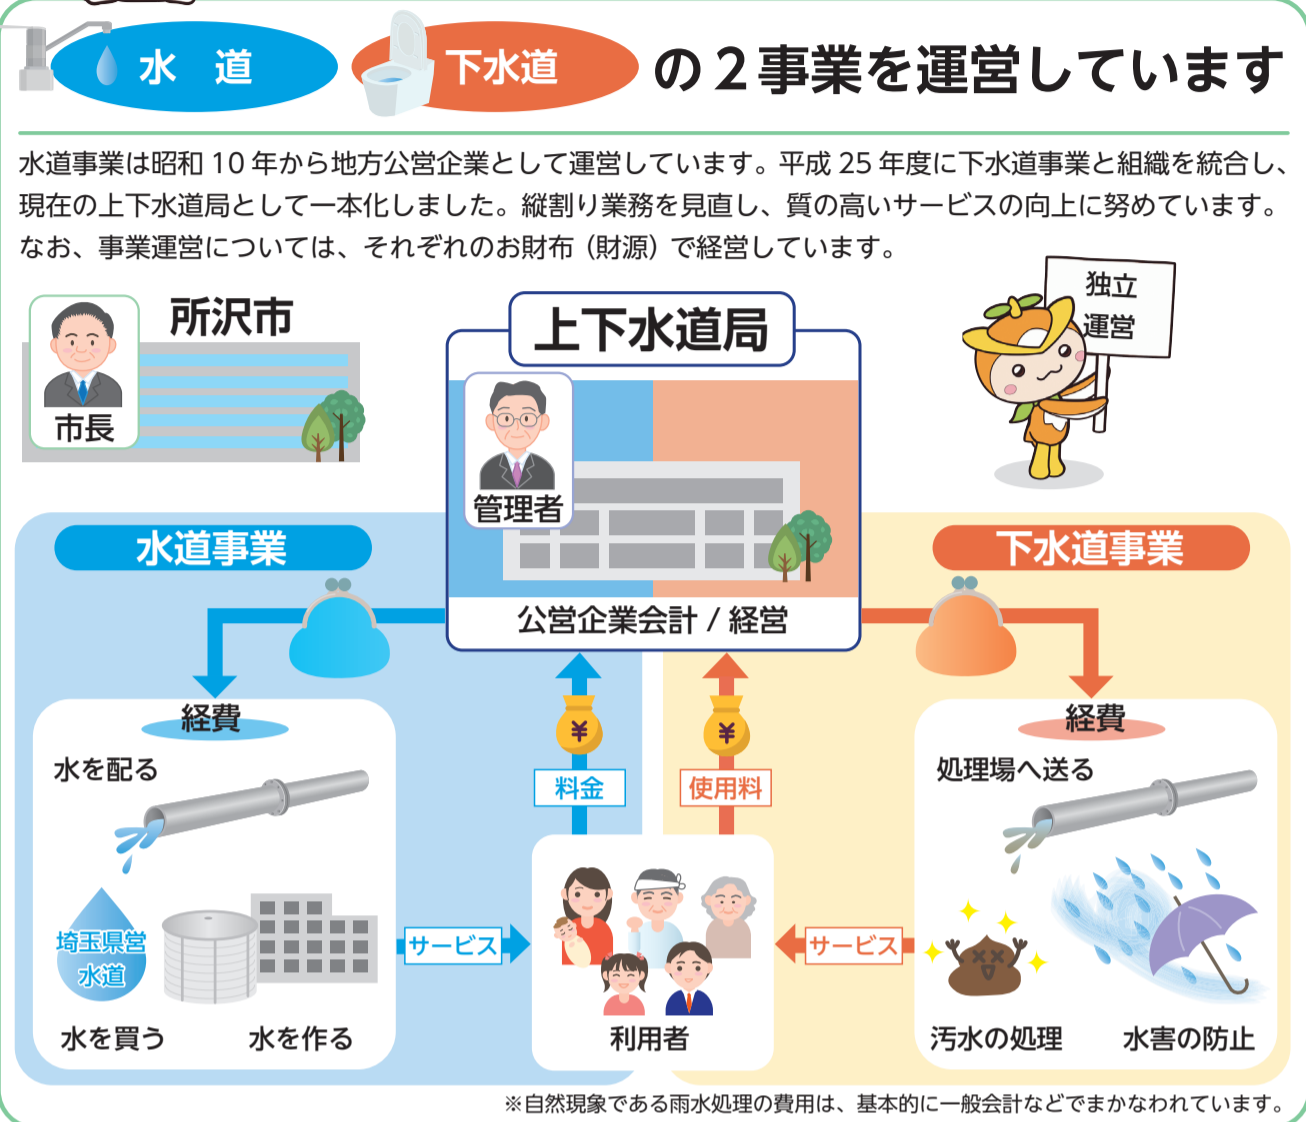 水道 下水道 の2事業を運営しています
水道事業は昭和 10 年から地方公営企業として運営しています。平成 25 年度に下水道事業と組織を統合し、
現在の上下水道局として一本化しました。縦割り業務を見直し、質の高いサービスの向上に努めています。
なお、事業運営については、それぞれのお財布（財源）で経営しています。
独立
運営
所沢市
市長
上下水道局
管理者
公営企業会計 / 経営
水道事業
下水道事業
経費
水を配る
埼玉県営
水道
水を買う
水を作る
料金
使用料
サービス
利用者
サービス
経費
処理場へ送る
汚水の処理
水害の防止
※自然現象である雨水処理の費用は、基本的に一般会計などでまかなわれています。